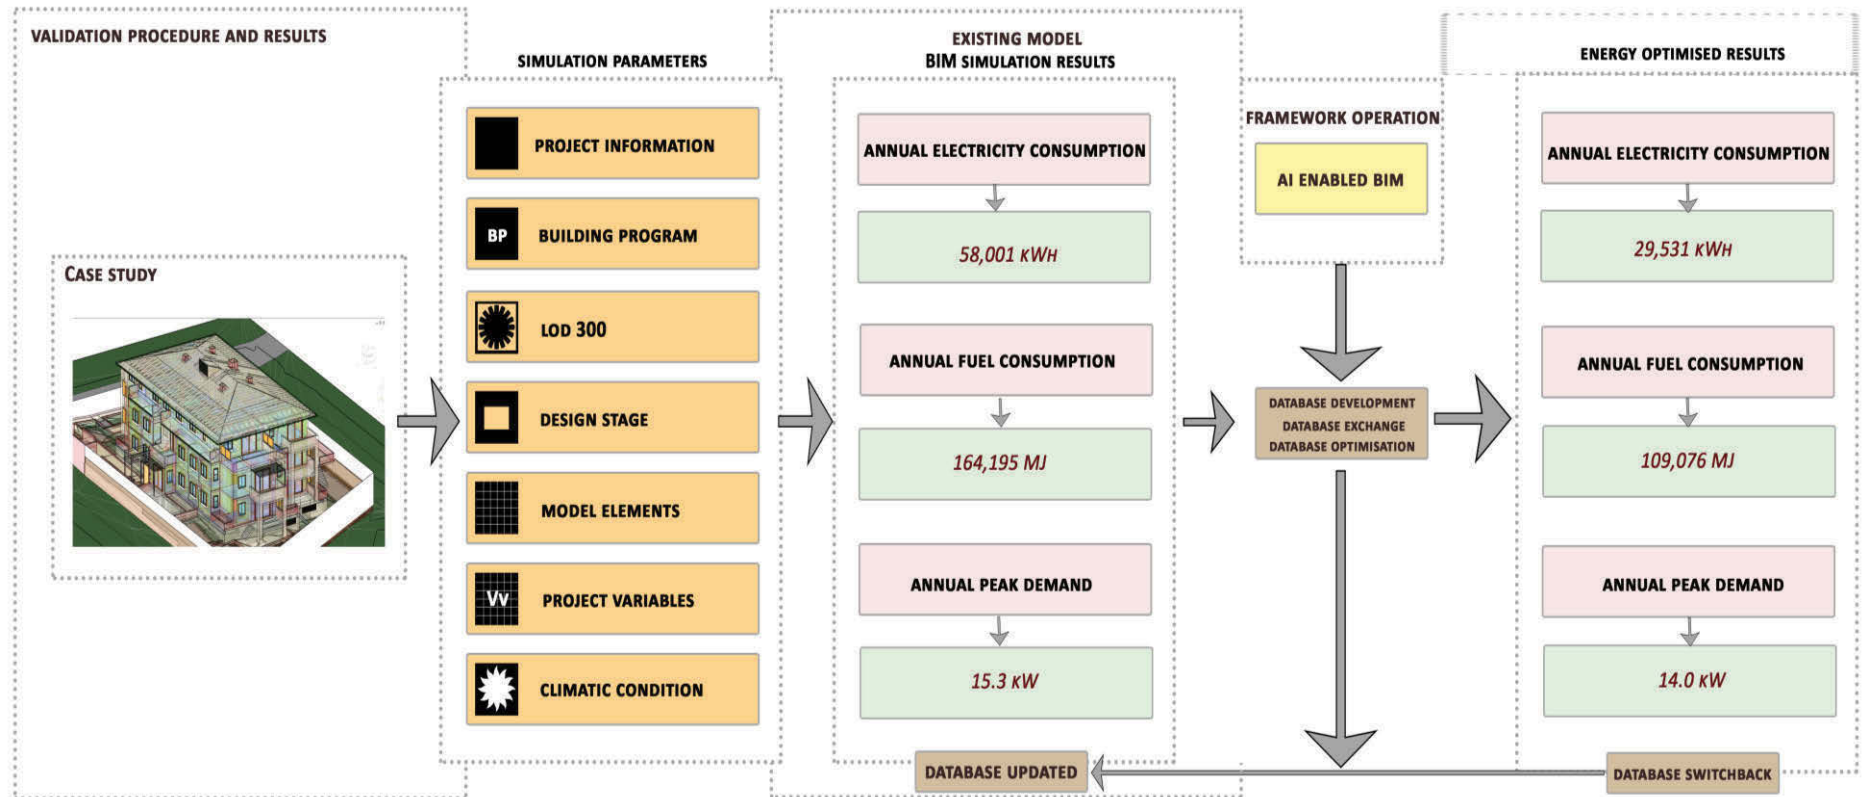 VALIDATION PROCEDURE AND RESULTS
CASE STUDY
SIMULATION PARAMETERS
PROJECT INFORMATION
BP
BUILDING PROGRAM
LOD 300
DESIGN STAGE
MODEL ELEMENTS
Vv
PROJECT VARIABLES
CLIMATIC CONDITION
EXISTING MODEL
BIM SIMULATION RESULTS
ANNUAL ELECTRICITY CONSUMPTION
58,001 KWH
ANNUAL FUEL CONSUMPTION
164,195 MJ
ANNUAL PEAK DEMAND
15.3 KW
DATABASE UPDATED
FRAMEWORK OPERATION
AI ENABLED BIM
DATABASE DEVELOPMENT
DATABASE EXCHANGE
DATABASE OPTIMISATION
ENERGY OPTIMISED RESULTS
ANNUAL ELECTRICITY CONSUMPTION
29,531 KWH
ANNUAL FUEL CONSUMPTION
109,076 MJ
ANNUAL PEAK DEMAND
14.0 KW
DATABASE SWITCHBACK